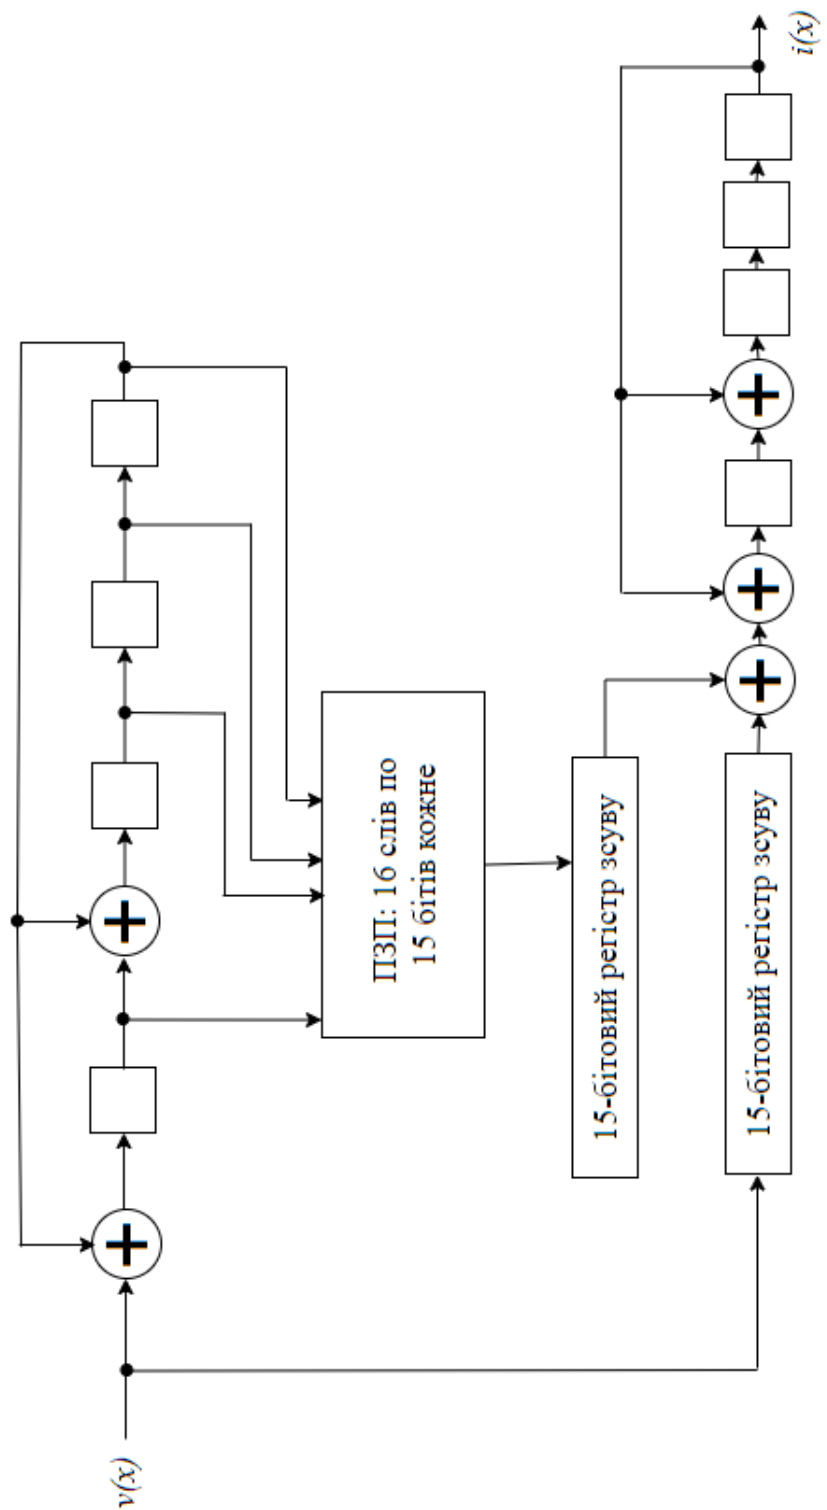 v(x)
ПЗП: 16 слів по
15 бітів кожне
15-бітовий регістр зсуву
15-бітовий регістр зсуву
i(x)